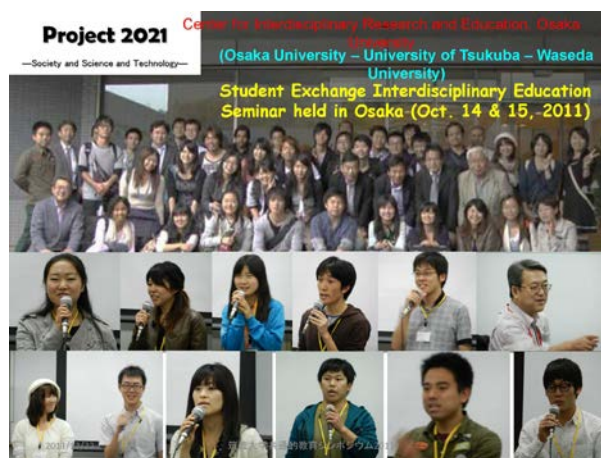 Project 2021
—Society and Science and Technology—
Center for Interdisciplinary Research and Education, Osaka
University
(Osaka University – University of Tsukuba – Waseda
University)
Student Exchange Interdisciplinary Education
Seminar held in Osaka (Oct. 14 & 15, 2011)